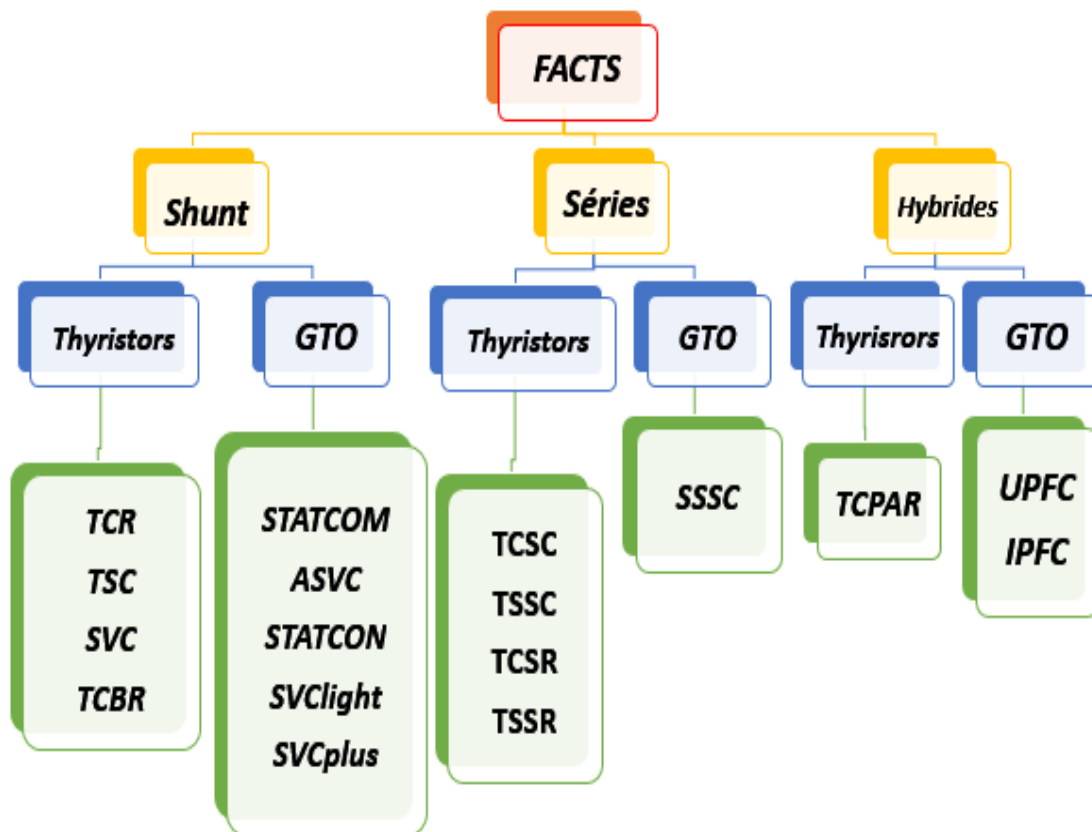 FACTS
Shunt
Séries
Hybrides
Thyristors
GTO
Thyristors
GTO
Thyrisrors
GTO
TCR
TSC
SVC
TCBR
STATCOM
ASVC
STATCON
SVClight
SVCplus
TCSC
TSSC
TCSR
TSSR
SSSC
TCPAR
UPFC
IPFC